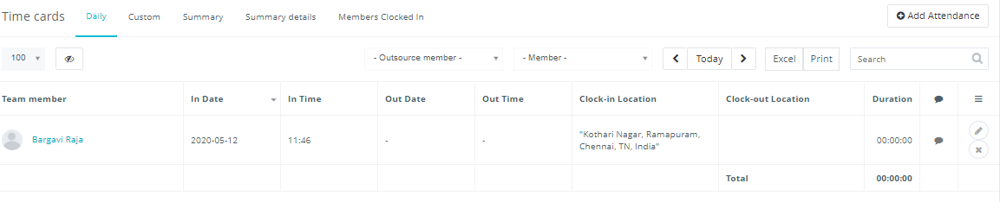 Time cards Daily Custom Summary Summary details Members Clocked In Add Attendance
100 - Outsource member - - Member - Today Excel Print Search
Team member In Date In Time Out Date Out Time Clock-in Location Clock-out Location Duration
Bargavi Raja 2020-05-12 11:46 - - "Kothari Nagar, Ramapuram, 00:00:00
Chennai, TN, India"
Total 00:00:00